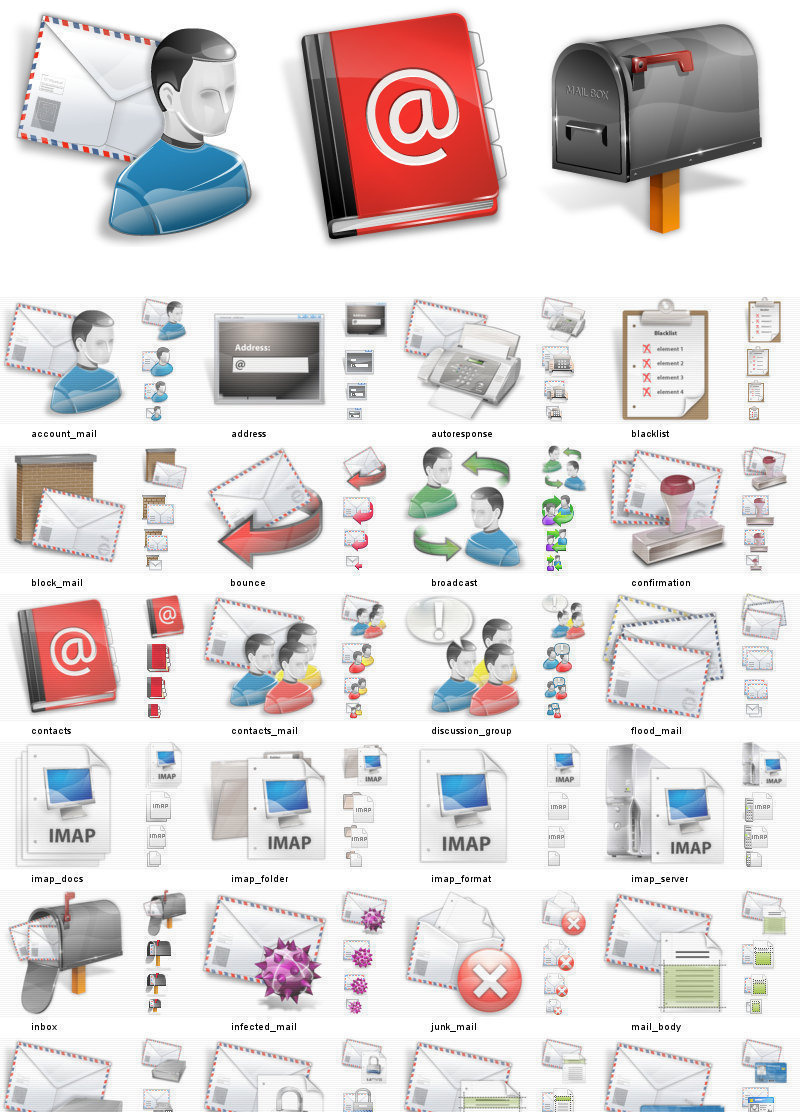 @
MAIL BOX
Address:
@
Blacklist
element 1
element 2
element 3
element 4
account_mail
address
autoresponse
blacklist
block_mail
bounce
broadcast
confirmation
@
!
contacts
contacts_mail
discussion_group
flood_mail
IMAP
IMAP
IMAP
IMAP
imap_docs
imap_folder
imap_format
imap_server
inbox
infected_mail
junk_mail
mail_body